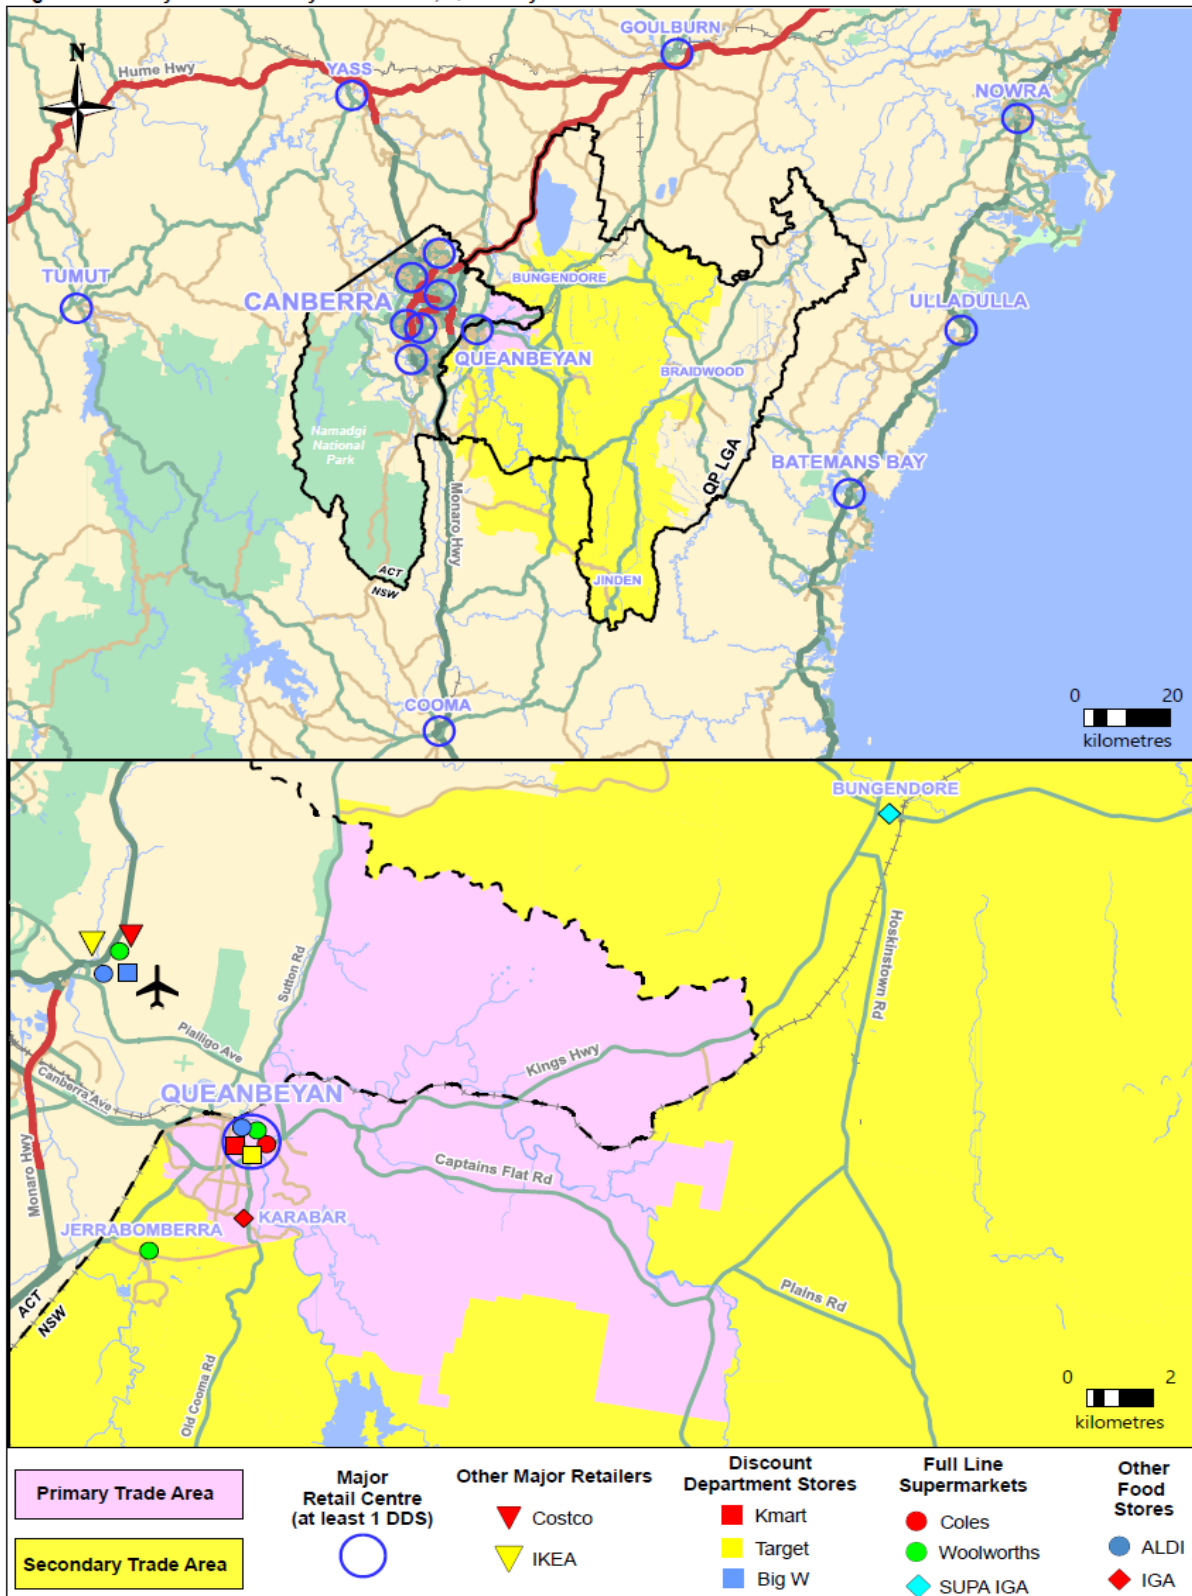 GOULBURN
N
Hume Hwy
YASS
NOWRA
TUMUT
BUNGENDORE
CANBERRA
ULLADULLA
QUEANBEYAN
BRAIDWOOD
Namadgi
National
Park
QP LGA
BATEMANS BAY
Monaro Hwy
ACT
NSW
JINDEN
COOMA
0 20
kilometres
BUNGENDORE
Hoskinstown Rd
Sutton Rd
Pialligo Ave
Kings Hwy
Canberra Ave
QUEANBEYAN
Monaro Hwy
Captains Flat Rd
KARABAR
JERRABOMBERRA
Plains Rd
ACT
NSW
Old Cooma Rd
0 2
kilometres
Primary Trade Area
Secondary Trade Area
Major
Retail Centre
(at least 1 DDS)
Other Major Retailers
Costco
IKEA
Discount
Department Stores
Kmart
Target
Big W
Full Line
Supermarkets
Coles
Woolworths
SUPA IGA
Other
Food
Stores
ALDI
IGA